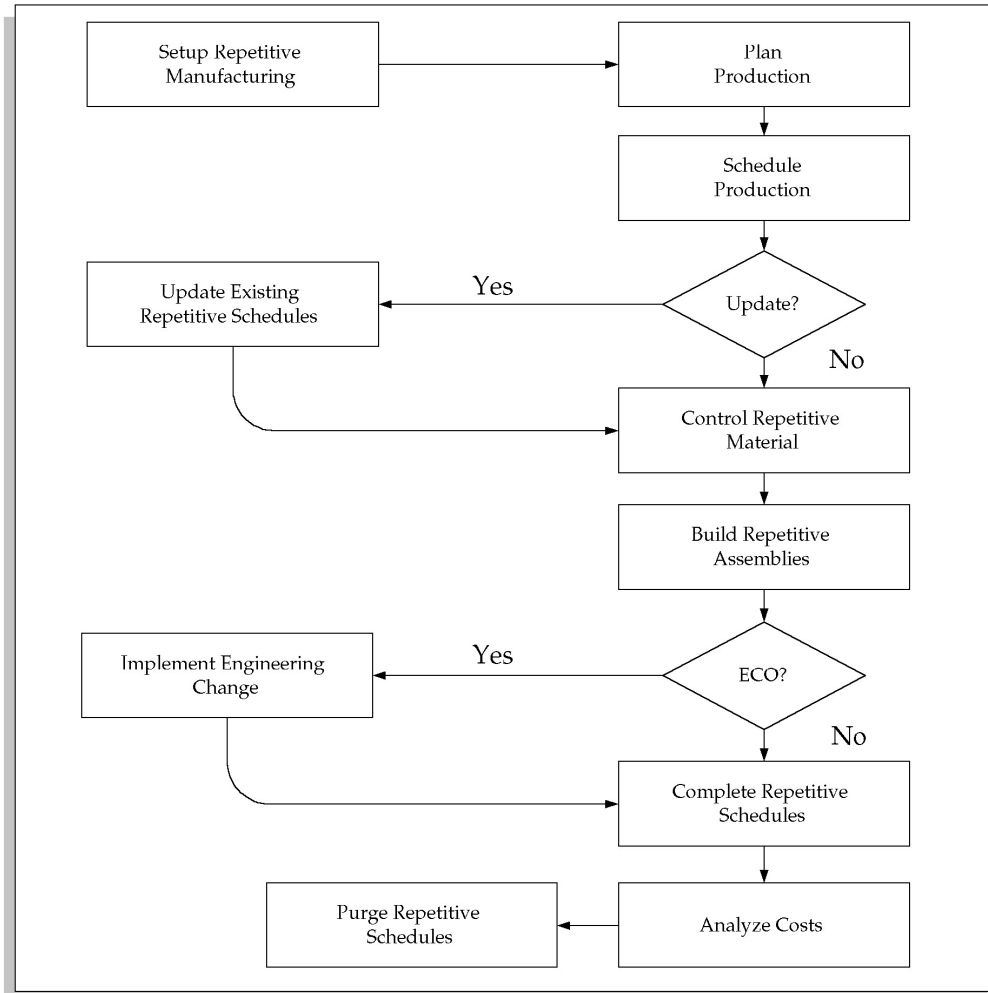 Setup Repetitive
Manufacturing
Plan
Production
Schedule
Production
Update Existing
Repetitive Schedules
Yes
Update?
No
Control Repetitive
Material
Build Repetitive
Assemblies
Implement Engineering
Change
Yes
ECO?
No
Complete Repetitive
Schedules
Purge Repetitive
Schedules
Analyze Costs